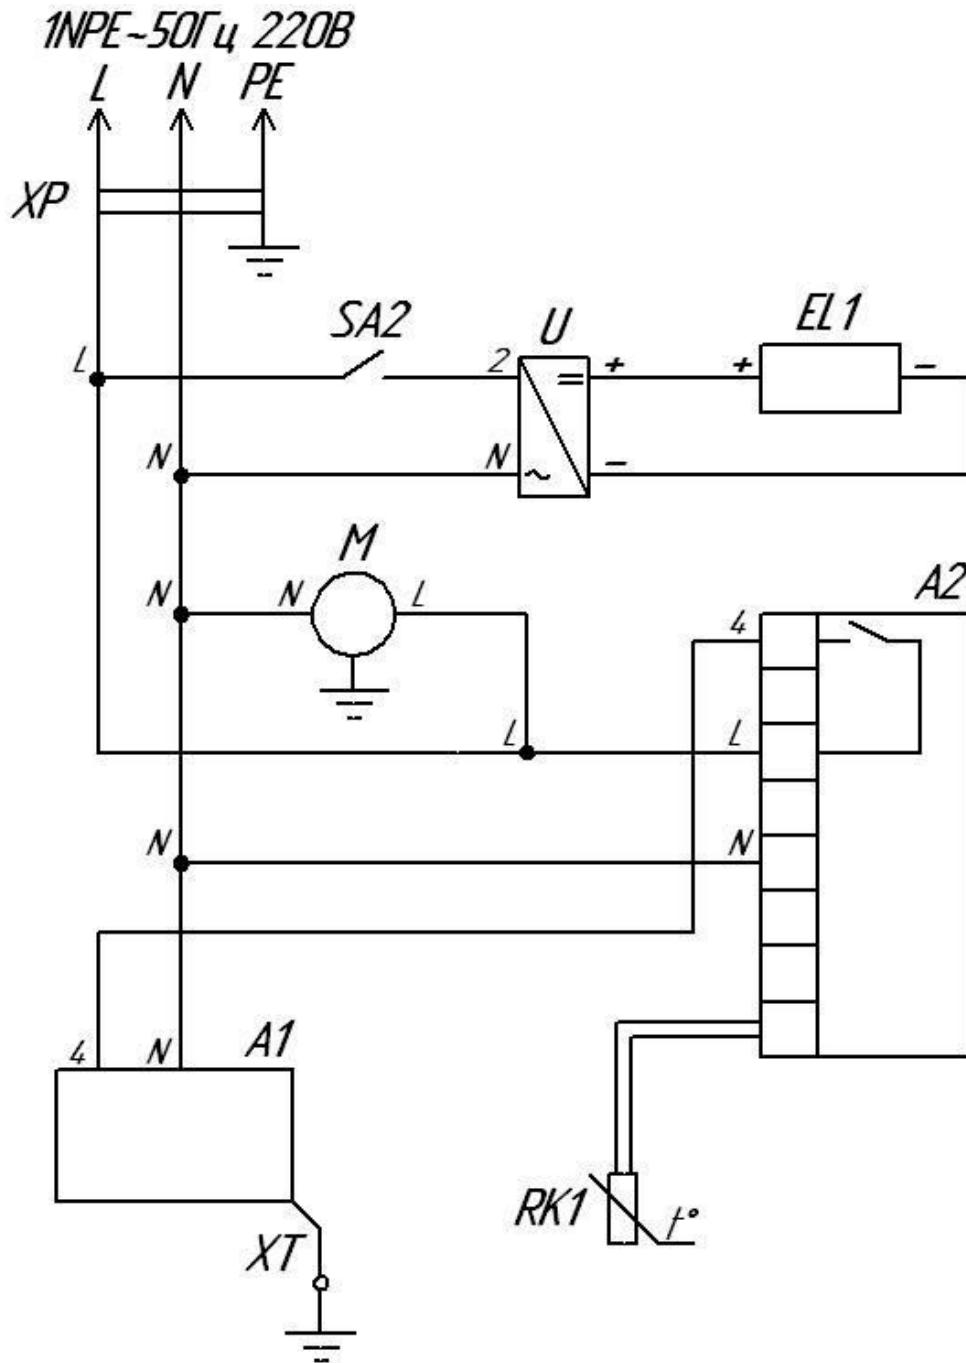 1NPE~50Гц 220В
L N PE
XP
SA2 U EL1
L 2 + + -
N N ~ -
M
A2
N N L 4
L L
N N
4 N A1
RK1 t°
XT